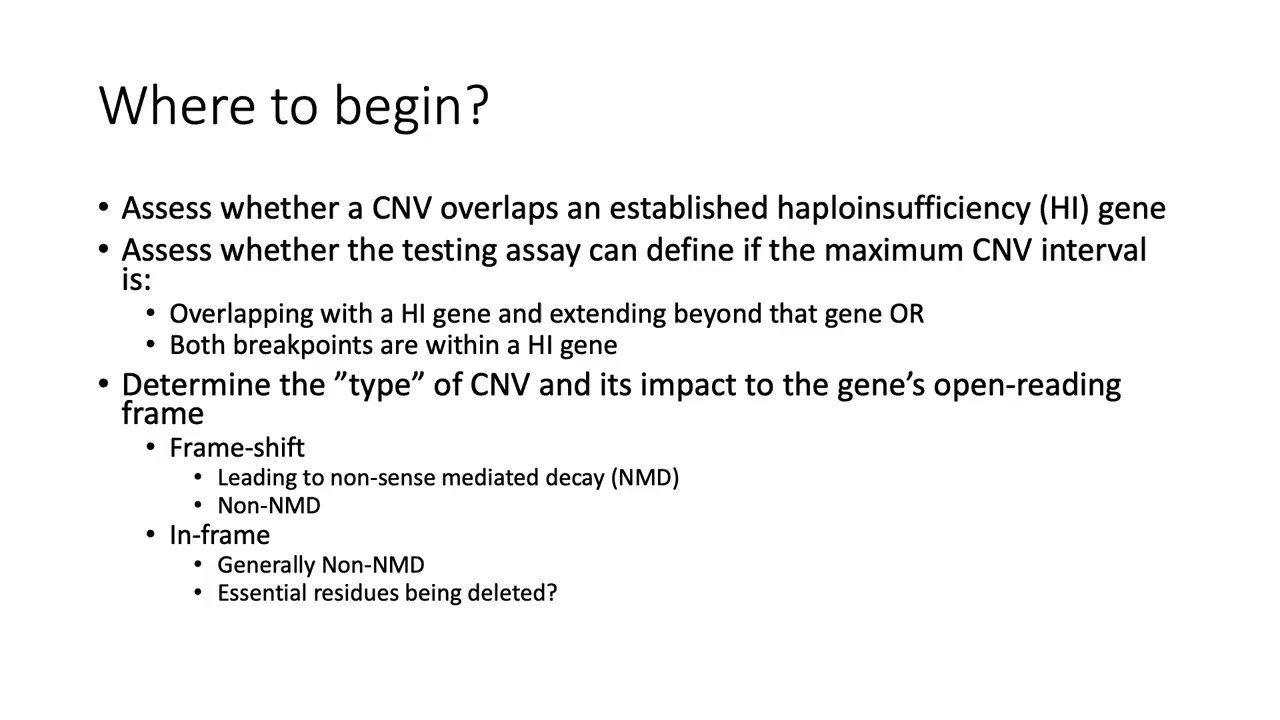 Where to begin?
• Assess whether a CNV overlaps an established haploinsufficiency (HI) gene
• Assess whether the testing assay can define if the maximum CNV interval
is:
• Overlapping with a HI gene and extending beyond that gene OR
• Both breakpoints are within a HI gene
• Determine the ”type” of CNV and its impact to the gene’s open-reading
frame
• Frame-shift
• Leading to non-sense mediated decay (NMD)
• Non-NMD
• In-frame
• Generally Non-NMD
• Essential residues being deleted?